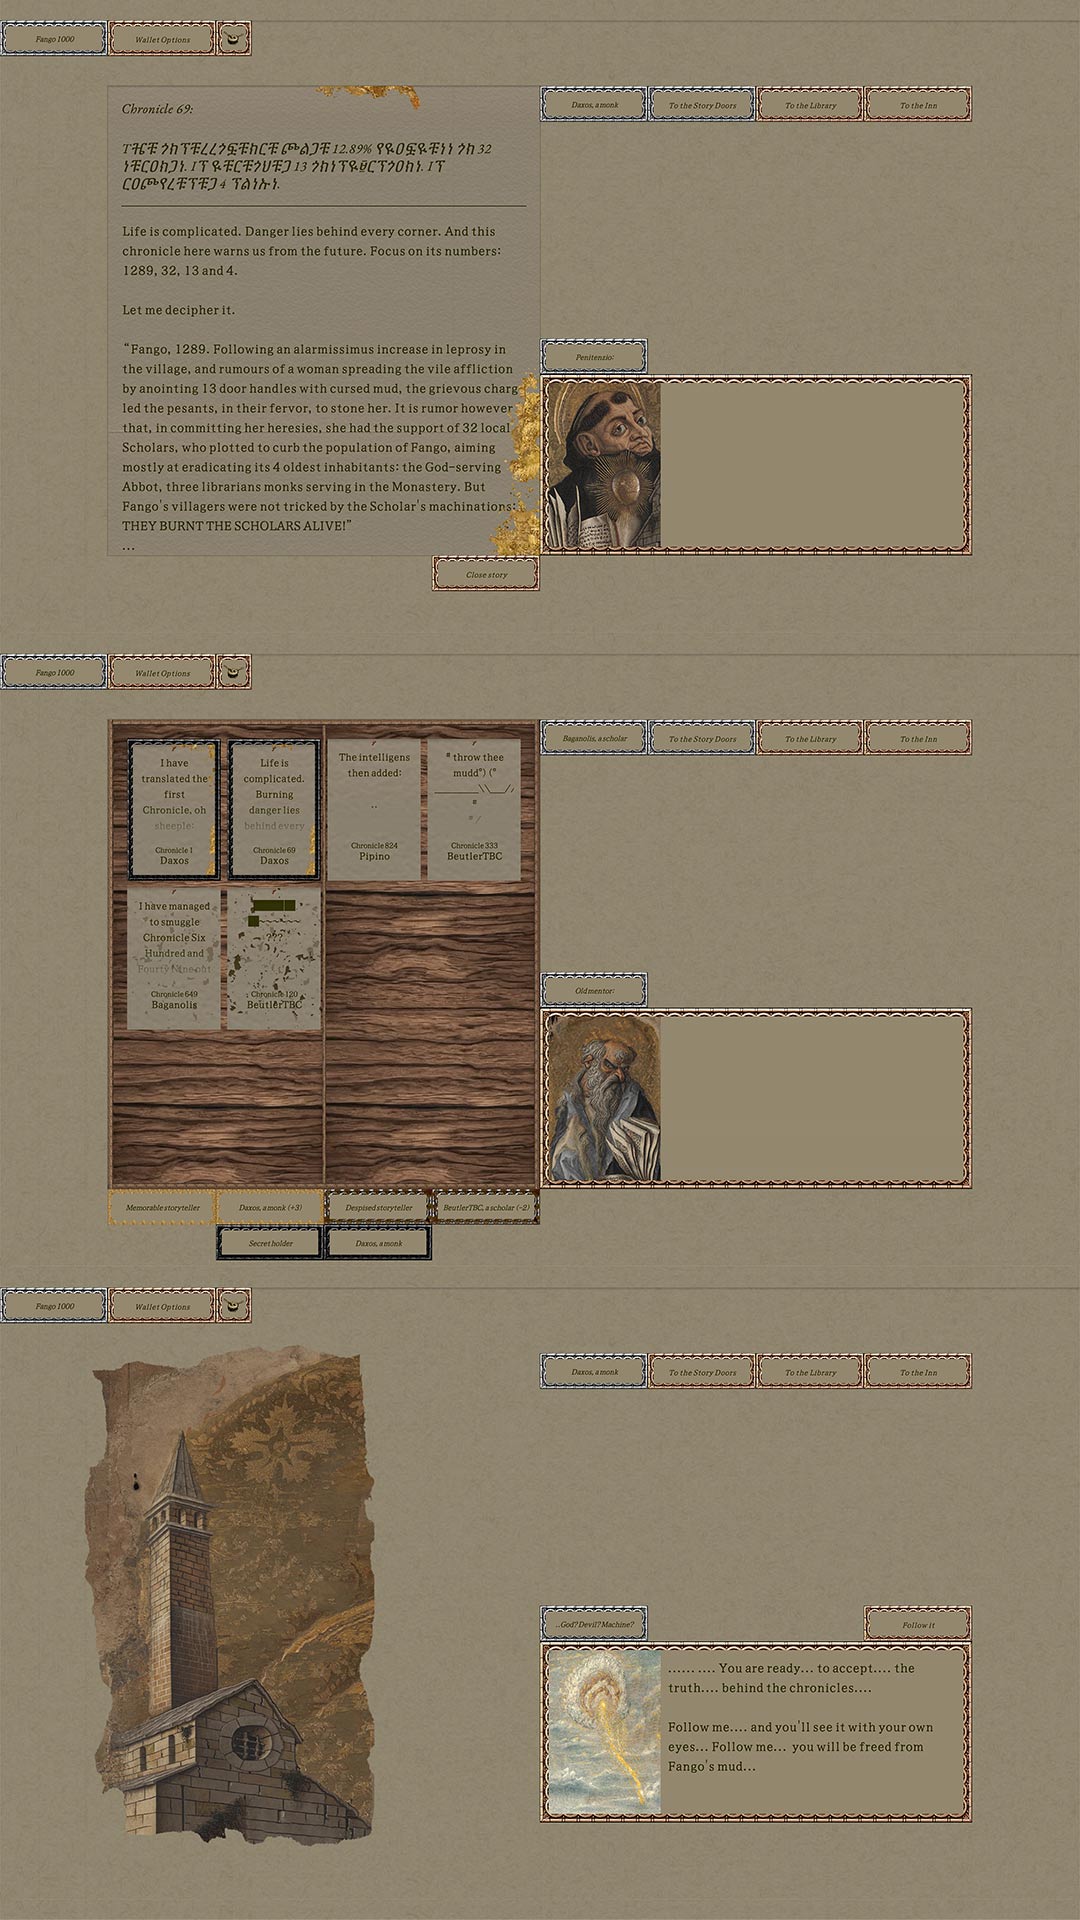 Fango 1000
Wallet Options
Chronicle 69:
Daxos, a monk
To the Story Doors
To the Library
To the Inn
12.89%
32
13
4
Life is complicated. Danger lies behind every corner. And this
chronicle here warns us from the future. Focus on its numbers:
1289, 32, 13 and 4.
Let me decipher it.
“Fango, 1289. Following an alarmissimus increase in leprosy in
the village, and rumours of a woman spreading the vile affliction
by anointing 13 door handles with cursed mud, the grievous charg
led the pesants, in their fervor, to stone her. It is rumor however
that, in committing her heresies, she had the support of 32 local
Scholars, who plotted to curb the population of Fango, aiming
mostly at eradicating its 4 oldest inhabitants: the God-serving
Abbot, three librarians monks serving in the Monastery. But
Fango's villagers were not tricked by the Scholar's machinations:
THEY BURNT THE SCHOLARS ALIVE!”
...
Close story
Penitenzio:
Fango 1000
Wallet Options
Baganolis, a scholar
To the Story Doors
To the Library
To the Inn
I have
translated the
first
Chronicle, oh
sheeple:
Chronicle 1
Daxos
Life is
complicated.
Burning
danger lies
behind every
Chronicle 69
Daxos
The intelligens
then added:
..
Chronicle 824
Pipino
" throw thee
mudd") ("
Chronicle 333
BeutlerTBC
I have managed
to smuggle
Chronicle Six
Hundred and
Fourty Nine out
Chronicle 649
Baganolis
???
Chronicle 120
BeutlerTBC
Old mentor:
Memorable storyteller
Daxos, a monk (+3)
Despised storyteller
BeutlerTBC, a scholar (-2)
Secret holder
Daxos, a monk
Fango 1000
Wallet Options
Daxos, a monk
To the Story Doors
To the Library
To the Inn
..God? Devil? Machine?
Follow it
...... .... You are ready... to accept.... the
truth.... behind the chronicles....
Follow me.... and you'll see it with your own
eyes... Follow me... you will be freed from
Fango's mud...